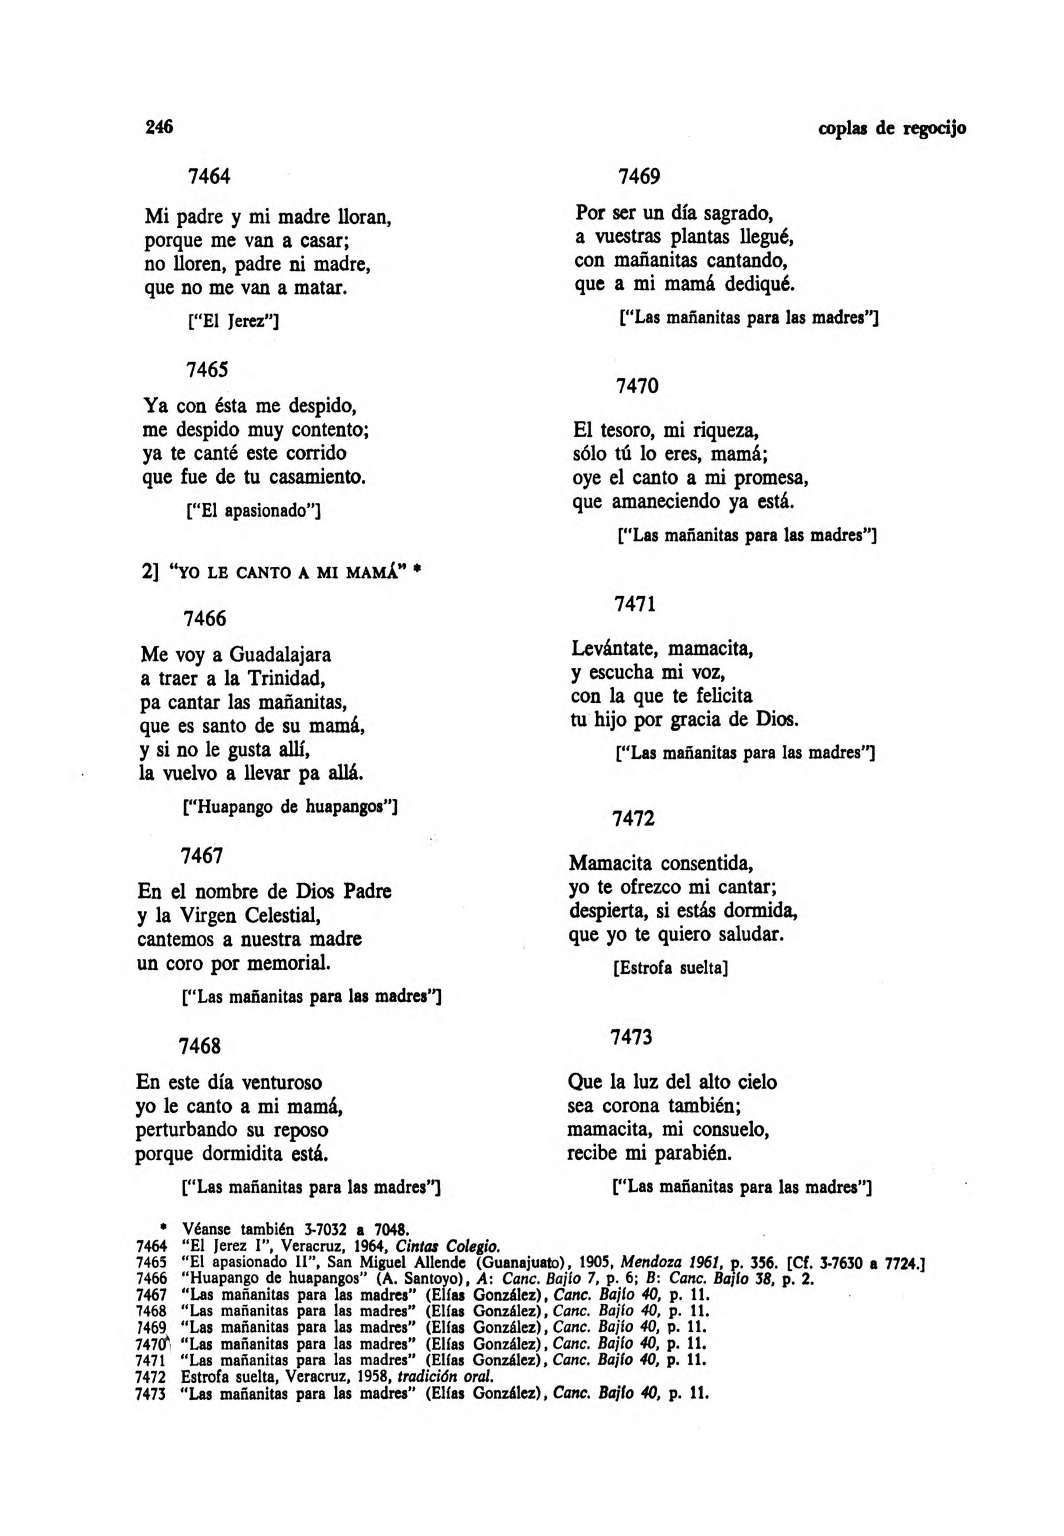 246
coplas de regocijo
7464
Mi padre y mi madre lloran,
porque me van a casar;
no lloren, padre ni madre,
que no me van a matar.
["El Jerez"]
7465
Ya con ésta me despido,
me despido muy contento;
ya te canté este corrido
que fue de tu casamiento.
["El apasionado"]
2] "YO LE CANTO A MI MAMÁ" *
7466
Me voy a Guadalajara
a traer a la Trinidad,
pa cantar las mañanitas,
que es santo de su mamá,
y si no le gusta allí,
la vuelvo a llevar pa allá.
["Huapango de huapangos"]
7467
En el nombre de Dios Padre
y la Virgen Celestial,
cantemos a nuestra madre
un coro por memorial.
["Las mañanitas para las madres"]
7468
En este día venturoso
yo le canto a mi mamá,
perturbando su reposo
porque dormidita está.
["Las mañanitas para las madres"]
7469
Por ser un día sagrado,
a vuestras plantas llegué,
con mañanitas cantando,
que a mi mamá dediqué.
["Las mañanitas para las madres"]
7470
El tesoro, mi riqueza,
sólo tú lo eres, mamá;
oye el canto a mi promesa,
que amaneciendo ya está.
["Las mañanitas para las madres"]
7471
Levántate, mamacita,
y escucha mi voz,
con la que te felicita
tu hijo por gracia de Dios.
["Las mañanitas para las madres"]
7472
Mamacita consentida,
yo te ofrezco mi cantar;
despierta, si estás dormida,
que yo te quiero saludar.
[Estrofa suelta]
7473
Que la luz del alto cielo
sea corona también;
mamacita, mi consuelo,
recibe mi parabién.
["Las mañanitas para las madres"]
* Véanse también 3-7032 a 7048.
7464 "El Jerez I", Veracruz, 1964, Cintas Colegio.
7465 "El apasionado II", San Miguel Allende (Guanajuato), 1905, Mendoza 1961, p. 356. [Cf. 3-7630 a 7724.]
7466 "Huapango de huapangos" (A. Santoyo), A: Canc. Bajío 7, p. 6; B: Canc. Bajío 38, p. 2.
7467 "Las mañanitas para las madres" (Elías González), Canc. Bajío 40, p. 11.
7468 "Las mañanitas para las madres" (Elías González), Canc. Bajío 40, p. 11.
7469 "Las mañanitas para las madres" (Elías González), Canc. Bajío 40, p. 11.
7470 "Las mañanitas para las madres" (Elías González), Canc. Bajío 40, p. 11.
7471 "Las mañanitas para las madres" (Elías González), Canc. Bajío 40, p. 11.
7472 Estrofa suelta, Veracruz, 1958, tradición oral.
7473 "Las mañanitas para las madres" (Elías González), Canc. Bajío 40, p. 11.